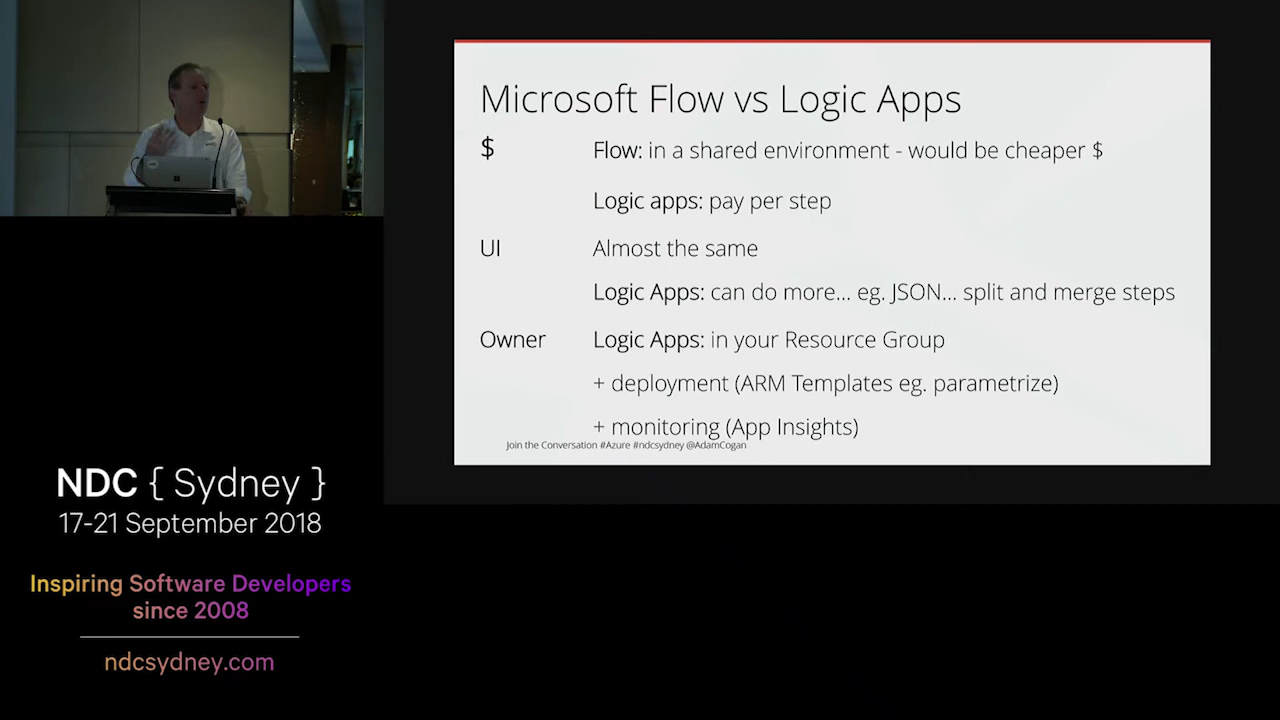 Microsoft Flow vs Logic Apps
$ Flow: in a shared environment - would be cheaper $
Logic apps: pay per step
UI Almost the same
Logic Apps: can do more... eg. JSON... split and merge steps
Owner Logic Apps: in your Resource Group
+ deployment (ARM Templates eg. parametrize)
+ monitoring (App Insights)
Join the Conversation #Azure #ndcsydney @AdamCogan
NDC { Sydney }
17-21 September 2018
Inspiring Software Developers
since 2008
ndcsydney.com